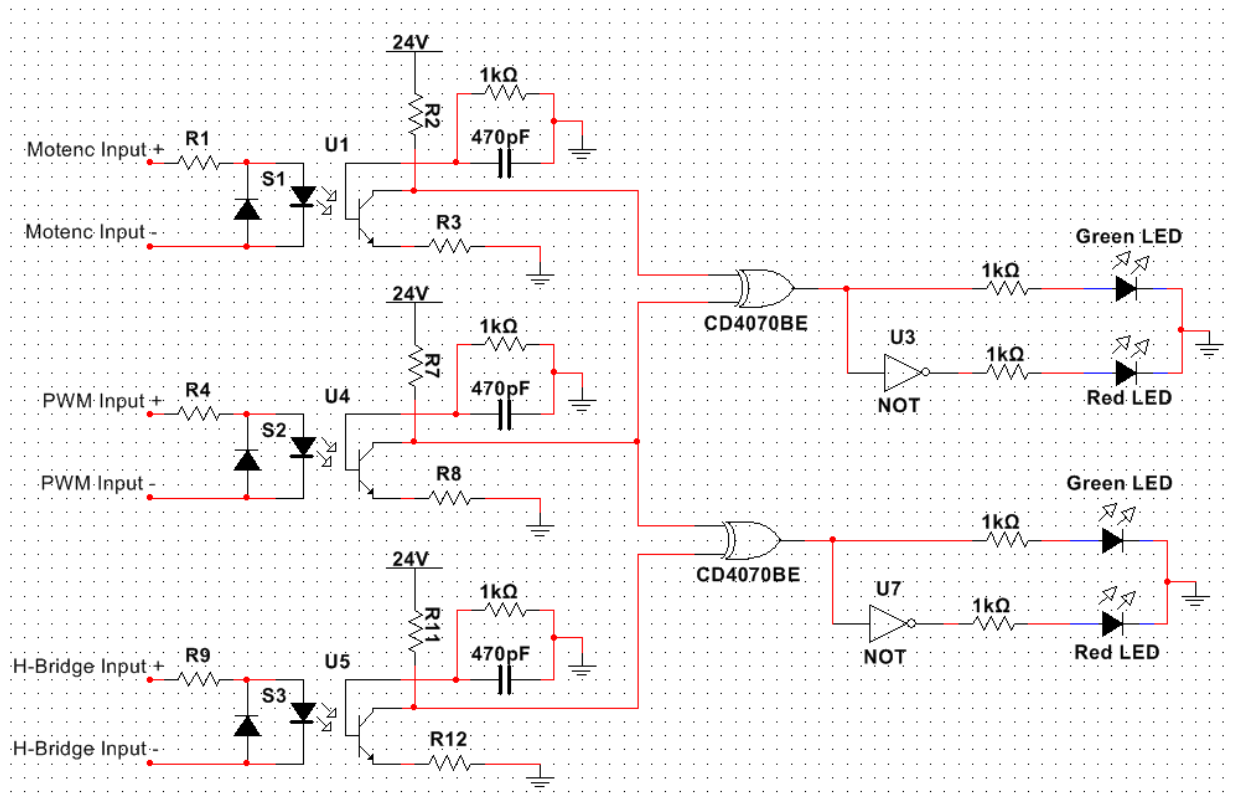 24V
1kΩ
R2
470pF
Motenc Input +
R1
U1
S1
R3
Motenc Input -
Green LED
1kΩ
CD4070BE
U3
1kΩ
NOT
Red LED
24V
1kΩ
R7
470pF
PWM Input +
R4
U4
S2
R8
PWM Input -
Green LED
1kΩ
CD4070BE
U7
1kΩ
NOT
Red LED
24V
1kΩ
R11
470pF
H-Bridge Input +
R9
U5
S3
R12
H-Bridge Input -